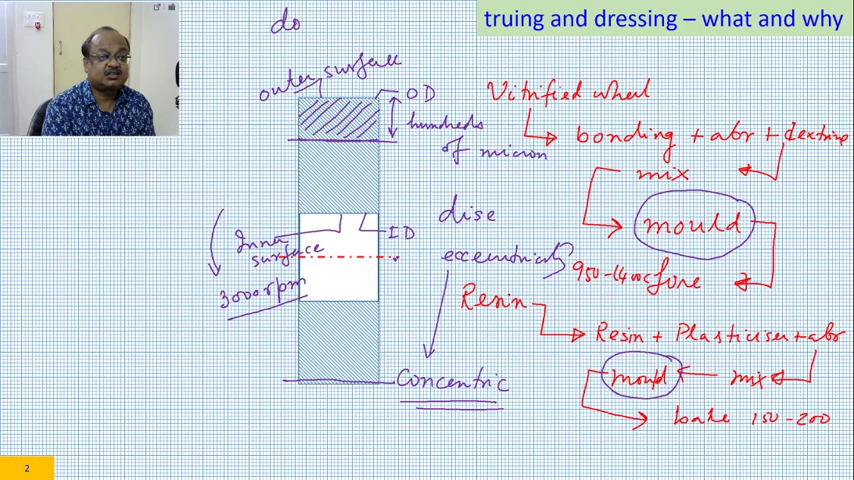 truing and dressing – what and why
do
outer surface
OD
hundreds
of micron
Inner
surface
ID
3000 rpm
disc
excentricity
Concentric
Vitrified wheel
bonding + abr + dextrine
mix
mould
950-1400c fire
Resin
Resin + Plasticiser + abr
mix
mould
bake 150-200
2